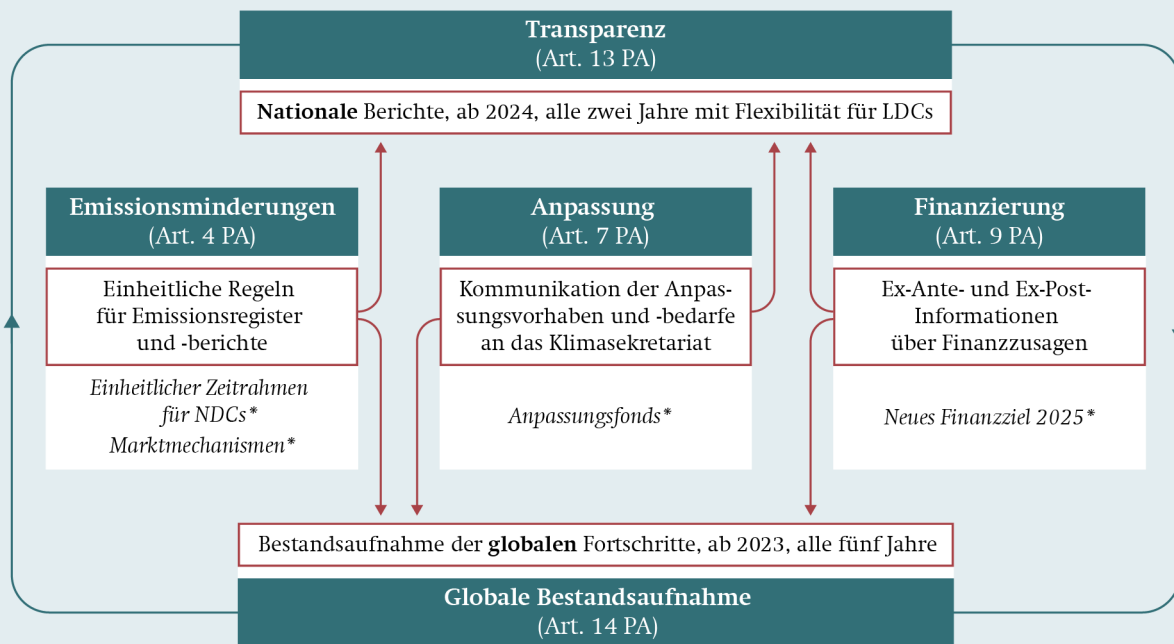 Transparenz
(Art. 13 PA)
Nationale Berichte, ab 2024, alle zwei Jahre mit Flexibilität für LDCs
Emissionsminderungen
(Art. 4 PA)
Einheitliche Regeln
für Emissionsregister
und -berichte
Einheitlicher Zeitrahmen
für NDCs*
Marktmechanismen*
Anpassung
(Art. 7 PA)
Kommunikation der Anpas-
sungsvorhaben und -bedarfe
an das Klimasekretariat
Anpassungsfonds*
Finanzierung
(Art. 9 PA)
Ex-Ante- und Ex-Post-
Informationen
über Finanzzusagen
Neues Finanzziel 2025*
Bestandsaufnahme der globalen Fortschritte, ab 2023, alle fünf Jahre
Globale Bestandsaufnahme
(Art. 14 PA)